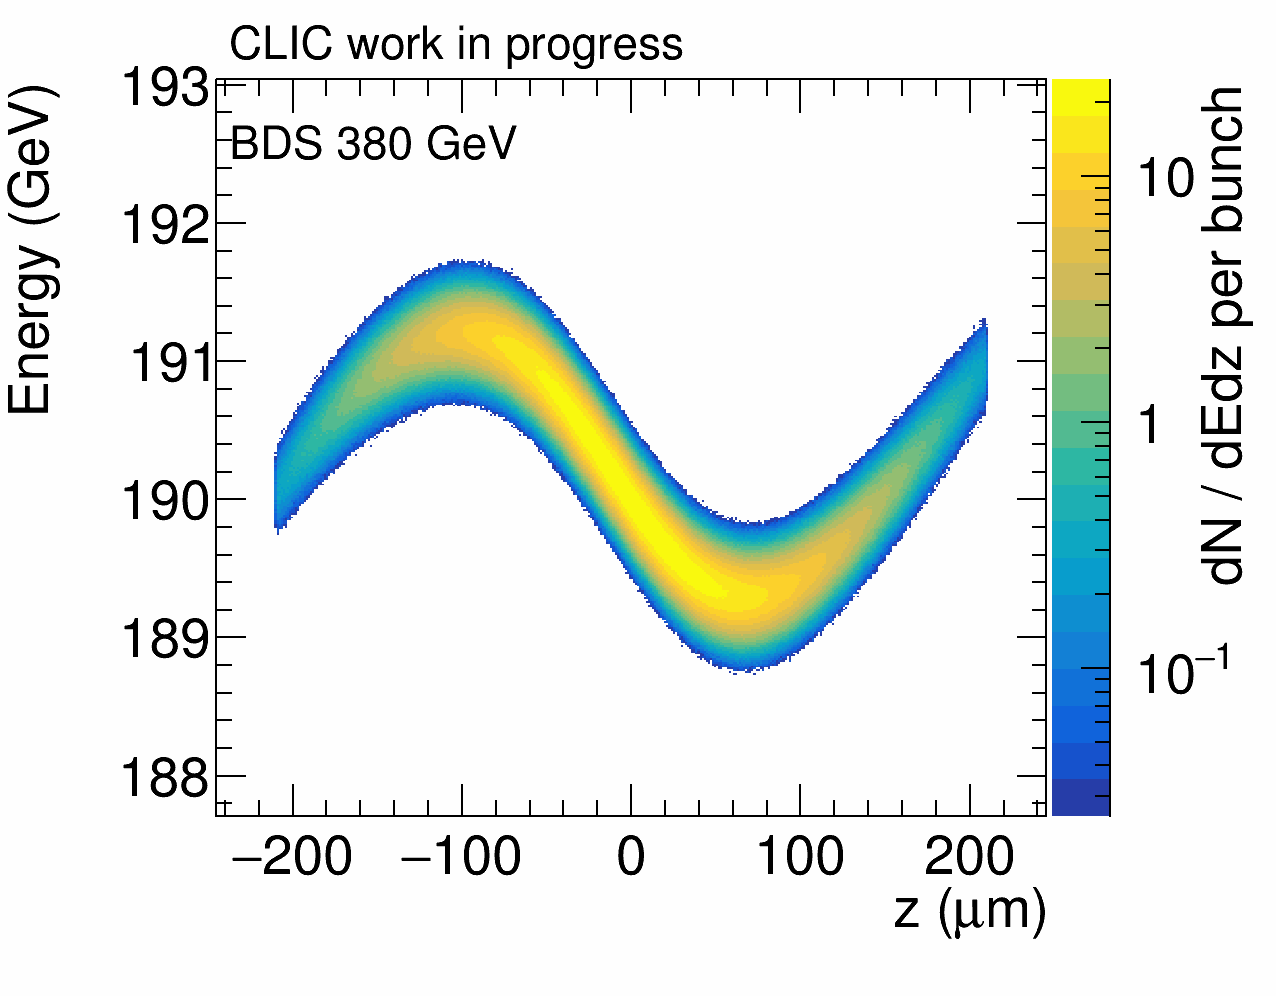 CLIC work in progress
BDS 380 GeV
Energy (GeV)
193
192
191
190
189
188
−200 −100 0 100 200
z (μm)
10
1
10⁻¹
dN / dEdz per bunch